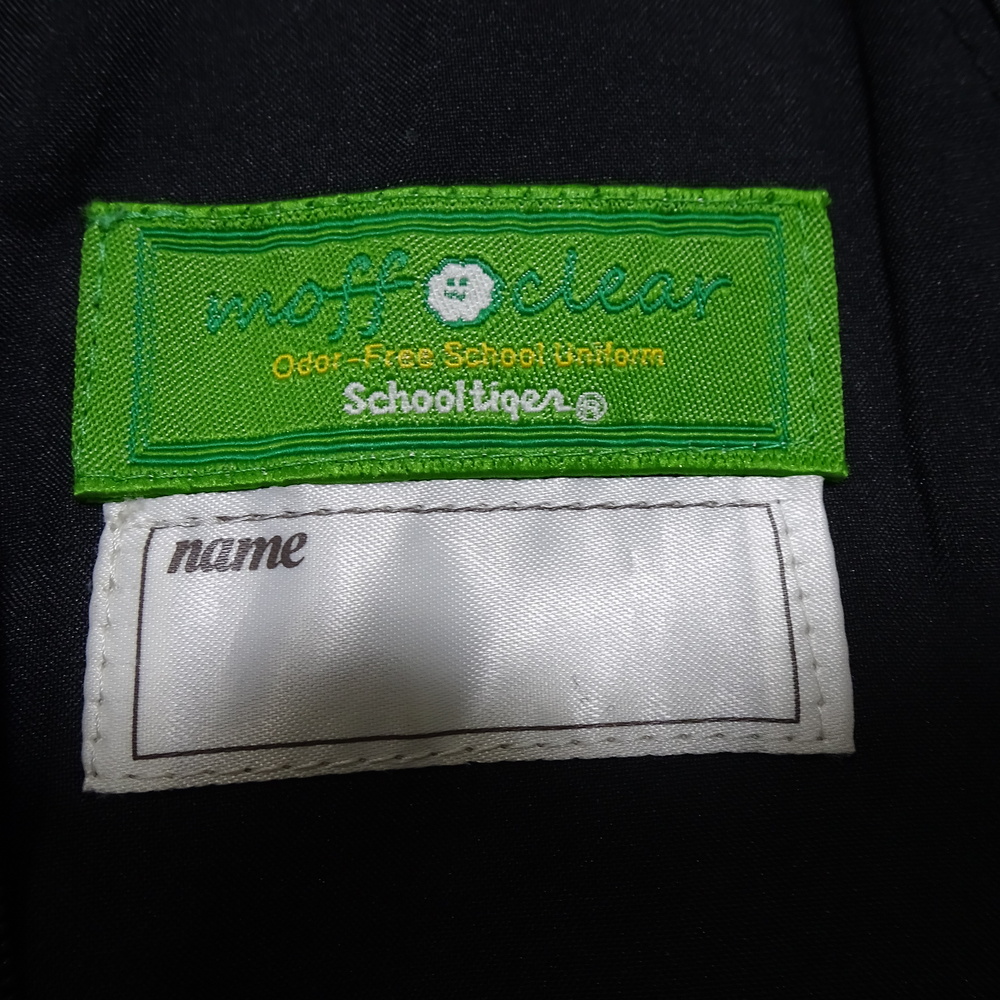 moff clear
Odor-Free School Uniform
Schooltiger®
name